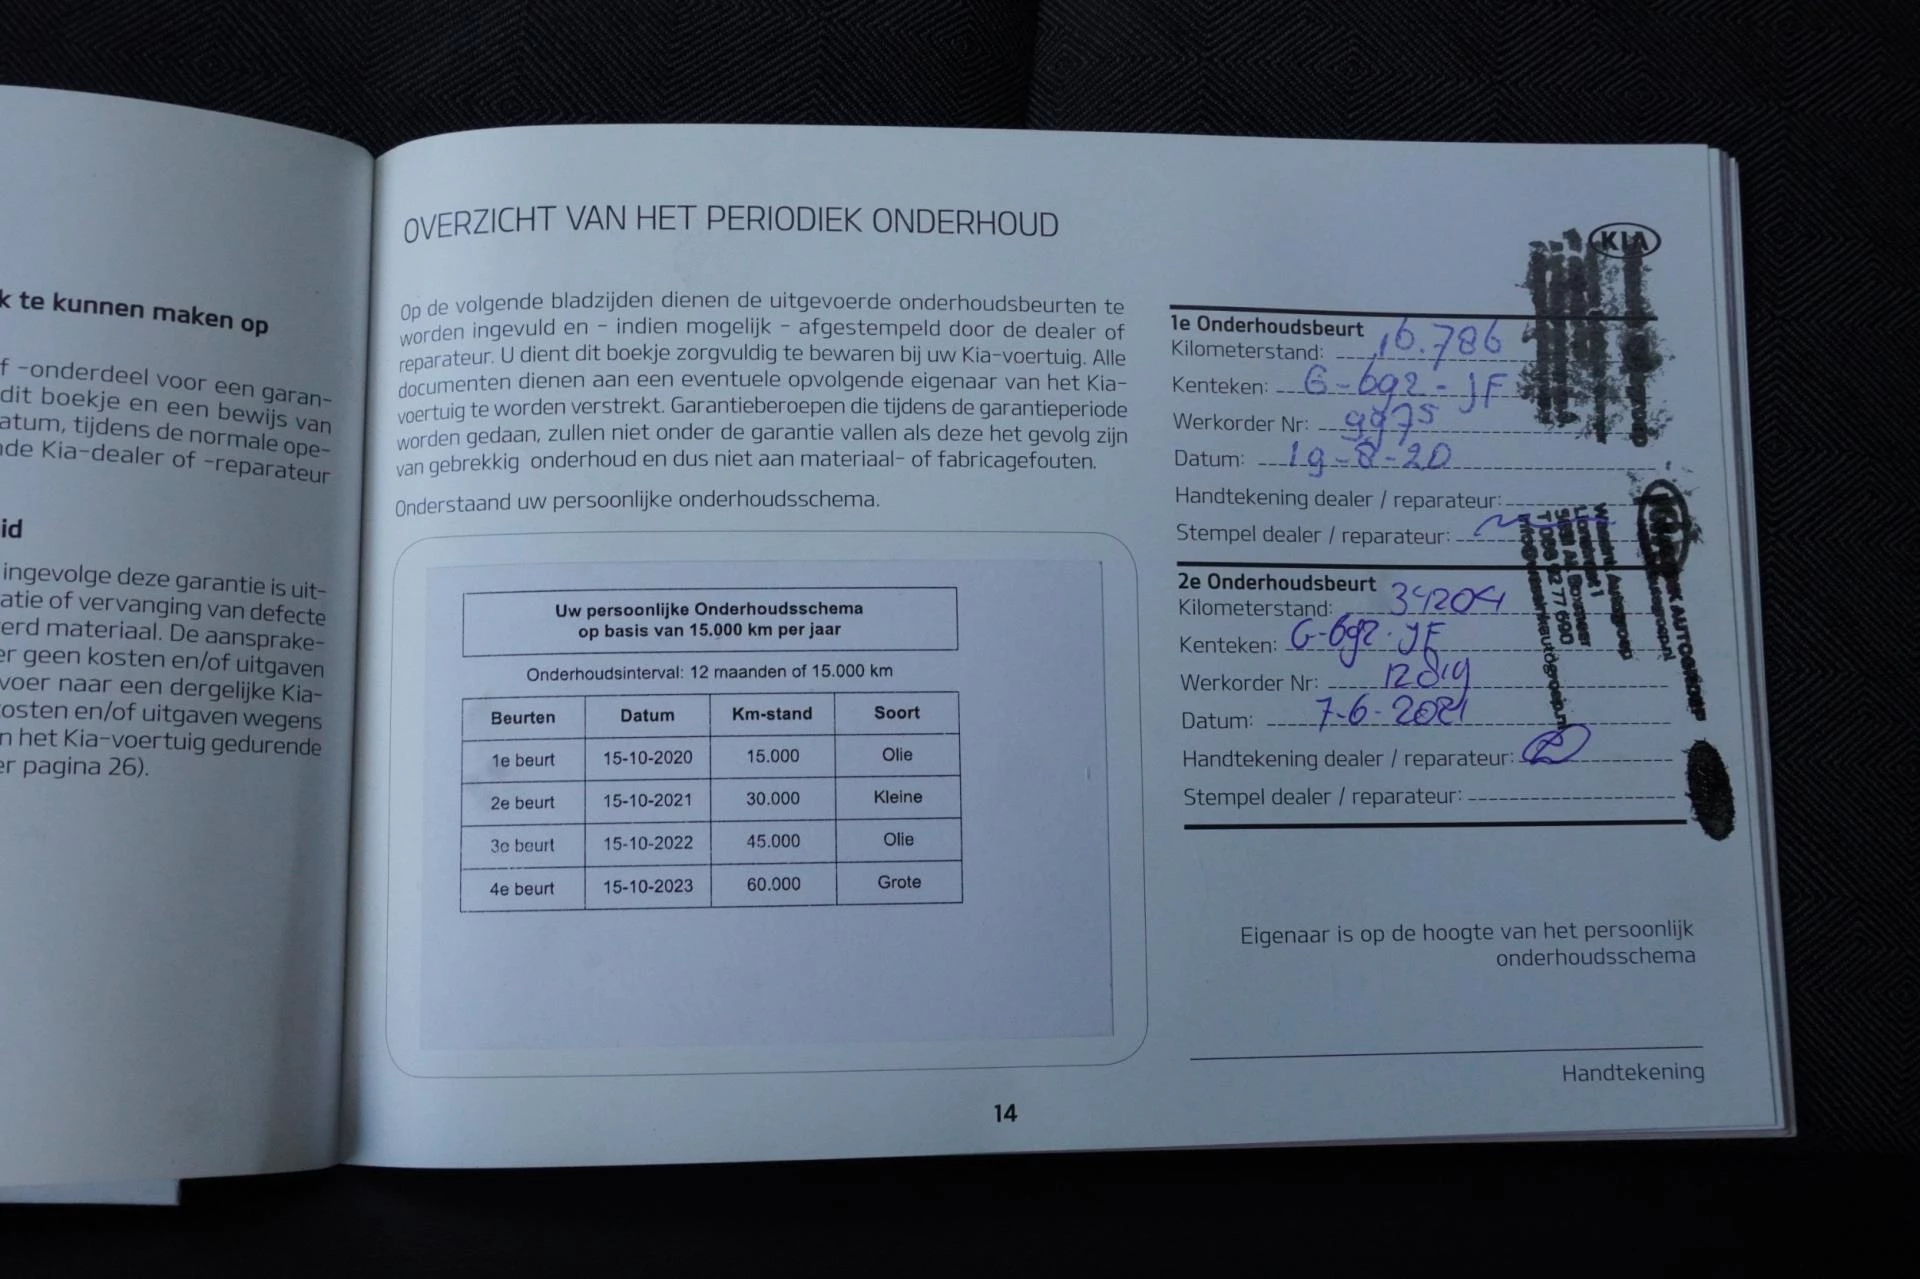 k te kunnen maken op
f -onderdeel voor een garan-
dit boekje en een bewijs van
atum, tijdens de normale ope-
nde Kia-dealer of -reparateur
id
ingevolge deze garantie is uit-
atie of vervanging van defecte
erd materiaal. De aansprake-
er geen kosten en/of uitgaven
voer naar een dergelijke Kia-
osten en/of uitgaven wegens
n het Kia-voertuig gedurende
er pagina 26).
OVERZICHT VAN HET PERIODIEK ONDERHOUD
Op de volgende bladzijden dienen de uitgevoerde onderhoudsbeurten te
worden ingevuld en - indien mogelijk - afgestempeld door de dealer of
reparateur. U dient dit boekje zorgvuldig te bewaren bij uw Kia-voertuig. Alle
documenten dienen aan een eventuele opvolgende eigenaar van het Kia-
voertuig te worden verstrekt. Garantieberoepen die tijdens de garantieperiode
worden gedaan, zullen niet onder de garantie vallen als deze het gevolg zijn
van gebrekkig onderhoud en dus niet aan materiaal- of fabricagefouten.
Onderstaand uw persoonlijke onderhoudsschema.
Uw persoonlijke Onderhoudsschema
op basis van 15.000 km per jaar
Onderhoudsinterval: 12 maanden of 15.000 km
Beurten Datum Km-stand Soort
1e beurt 15-10-2020 15.000 Olie
2e beurt 15-10-2021 30.000 Kleine
3e beurt 15-10-2022 45.000 Olie
4e beurt 15-10-2023 60.000 Grote
KIA
1e Onderhoudsbeurt
Kilometerstand: 16.786
Kenteken: G-692-JF
Werkorder Nr: 9975
Datum: 19-8-20
Handtekening dealer / reparateur:
Stempel dealer / reparateur:
2e Onderhoudsbeurt
Kilometerstand: 34204
Kenteken: G-692-JF
Werkorder Nr: 12819
Datum: 7-6-2021
Handtekening dealer / reparateur:
Stempel dealer / reparateur:
AUTOGROEP
Autogroep
Eigenaar is op de hoogte van het persoonlijk
onderhoudsschema
Handtekening
14